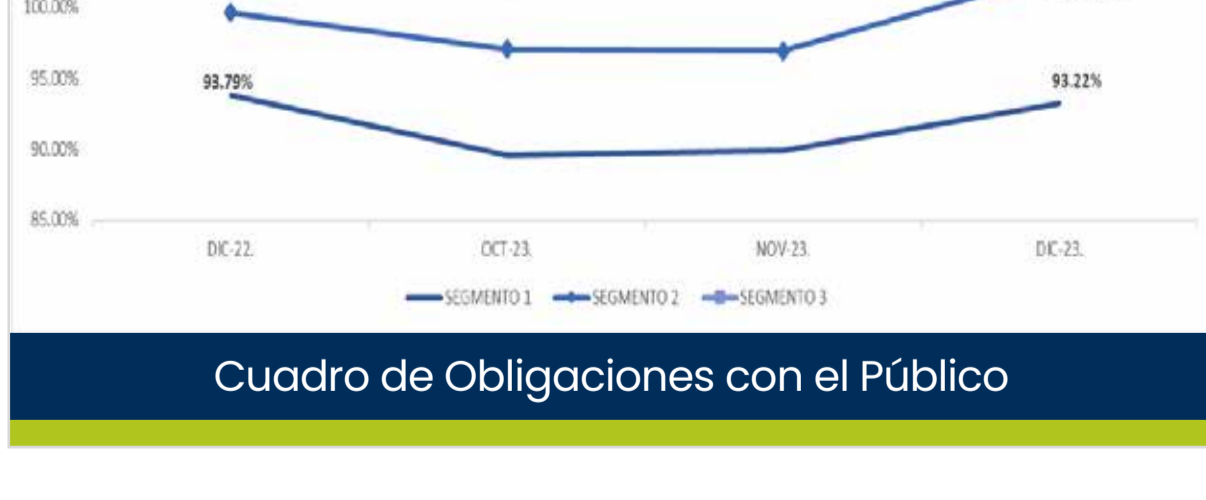 100.00%
95.00%
93.79%
93.22%
90.00%
85.00%
DIC-22. OCT-23. NOV-23. DIC-23.
SEGMENTO 1 SEGMENTO 2 SEGMENTO 3
Cuadro de Obligaciones con el Público